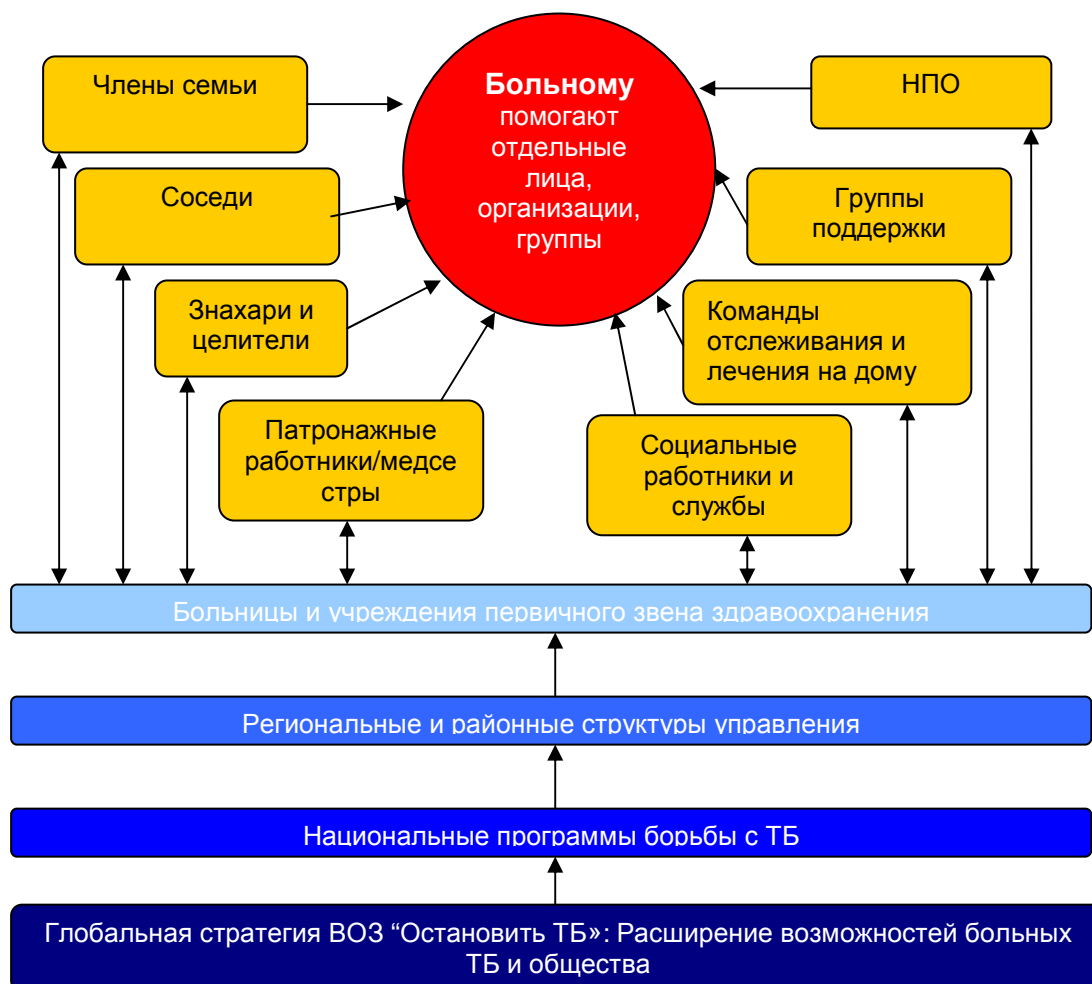 Члены семьи
Больному
помогают
отдельные
лица,
организации,
группы
НПО
Соседи
Группы
поддержки
Знахари и
целители
Команды
отслеживания и
лечения на дому
Патронажные
работники/медсе
стры
Социальные
работники и
службы
Больницы и учреждения первичного звена здравоохранения
Региональные и районные структуры управления
Национальные программы борьбы с ТБ
Глобальная стратегия ВОЗ “Остановить ТБ»: Расширение возможностей больных
ТБ и общества